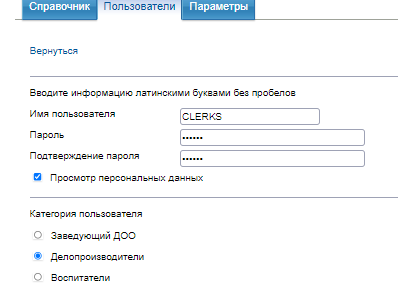 Справочник Пользователи Параметры
Вернуться
Вводите информацию латинскими буквами без пробелов
Имя пользователя CLERKS
Пароль ••••••
Подтверждение пароля ••••••
Просмотр персональных данных
Категория пользователя
Заведующий ДОО
Делопроизводители
Воспитатели